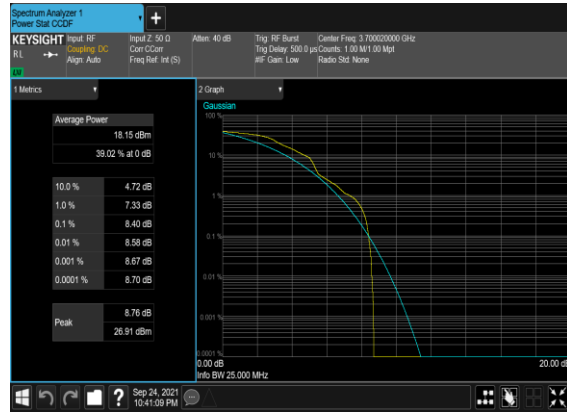 Spectrum Analyzer 1
Power Stat CCDF
KEYSIGHT
RL
Input: RF
Coupling: DC
Align: Auto
Input Z: 50 Ω
Corr CCorr
Freq Ref: Int (S)
Atten: 40 dB
Trig: RF Burst
Trig Delay: 500.0 µs
#IF Gain: Low
Center Freq: 3.700020000 GHz
Counts: 1.00 M/1.00 Mpt
Radio Std: None
1 Metrics
Average Power
18.15 dBm
39.02 % at 0 dB
10.0 % 4.72 dB
1.0 % 7.33 dB
0.1 % 8.40 dB
0.01 % 8.58 dB
0.001 % 8.67 dB
0.0001 % 8.70 dB
Peak
8.76 dB
26.91 dBm
2 Graph
Gaussian
100 %
10 %
1 %
0.1 %
0.01 %
0.001 %
0.0001 %
0.00 dB
20.00 dB
Info BW 25.000 MHz
?
Sep 24, 2021
10:41:09 PM